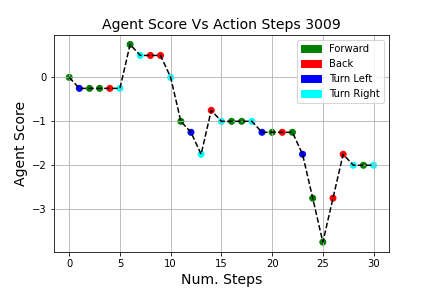 Agent Score Vs Action Steps 3009
Forward
Back
Turn Left
Turn Right
Agent Score
0
−1
−2
−3
0 5 10 15 20 25 30
Num. Steps